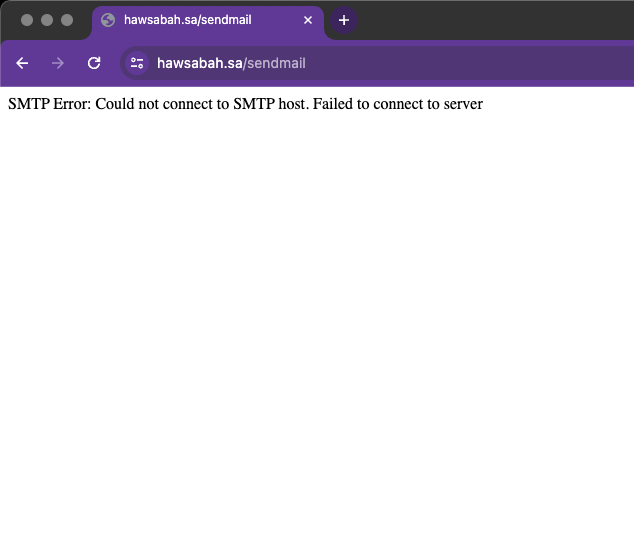 hawsabah.sa/sendmail
hawsabah.sa/sendmail
SMTP Error: Could not connect to SMTP host. Failed to connect to server